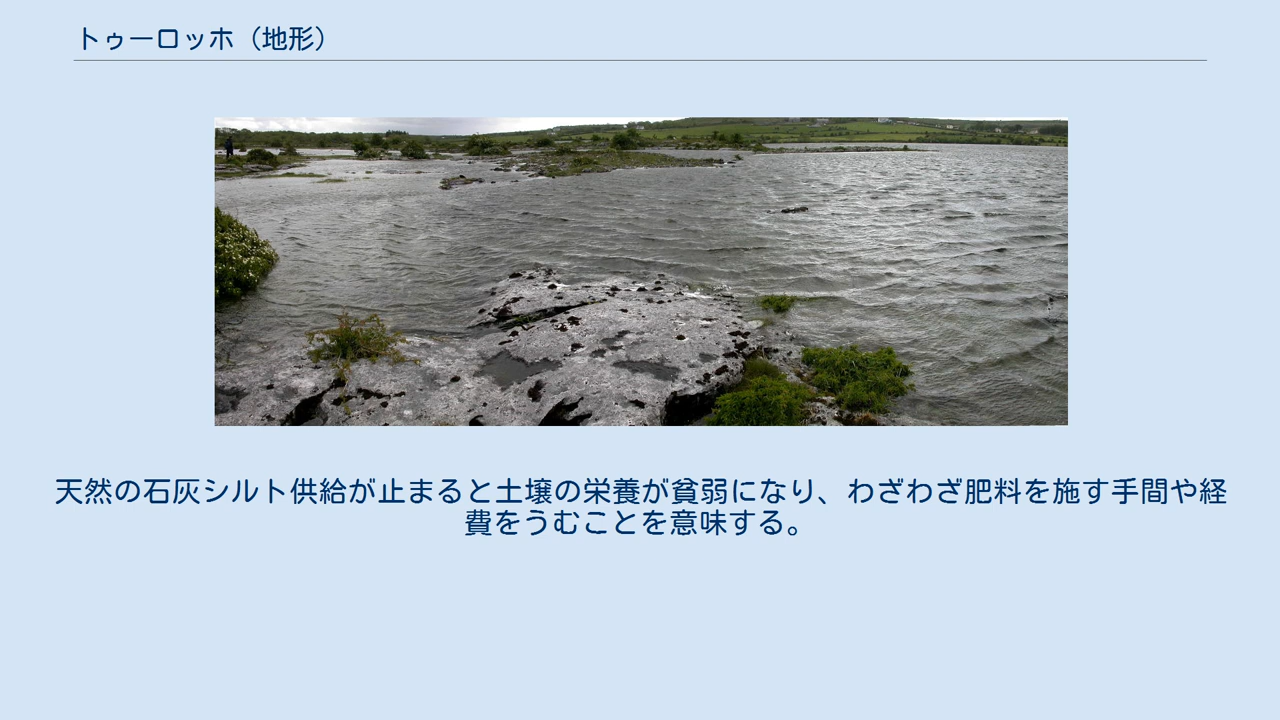 トゥーロッホ（地形）
天然の石灰シルト供給が止まると土壌の栄養が貧弱になり、わざわざ肥料を施す手間や経
費をうむことを意味する。